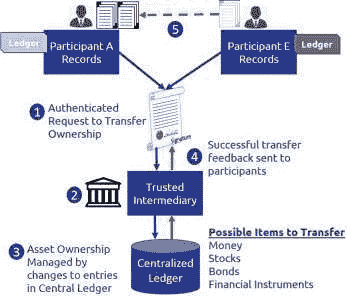 5
Ledger
Participant A
Records
Participant E
Records
Ledger
1
Authenticated
Request to Transfer
Ownership
Signature
4
Successful transfer
feedback sent to
participants
2
Trusted
Intermediary
3
Asset Ownership
Managed by
changes to entries
in Central Ledger
Centralized
Ledger
Possible Items to Transfer
Money
Stocks
Bonds
Financial Instruments